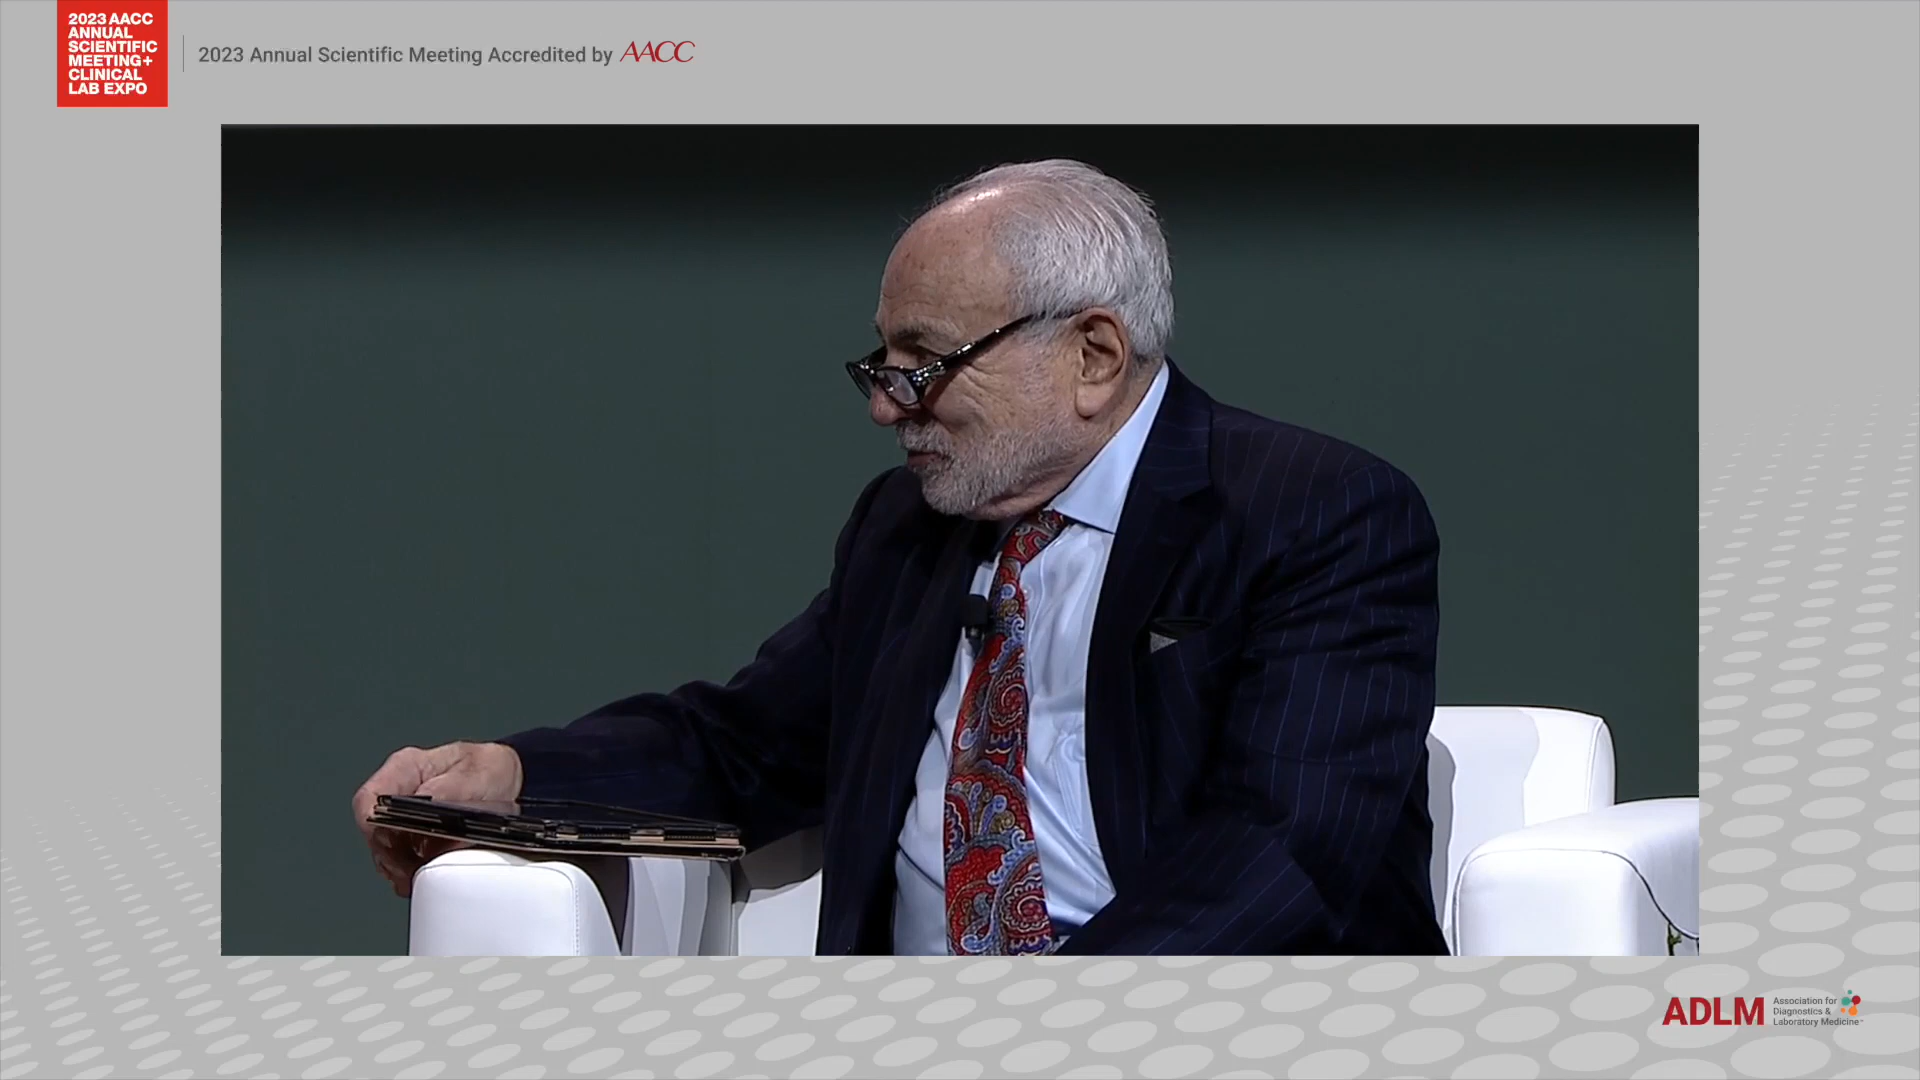 2023 AACC
ANNUAL
SCIENTIFIC
MEETING+
CLINICAL
LAB EXPO
2023 Annual Scientific Meeting Accredited by AACC
ADLM
Association for
Diagnostics &
Laboratory Medicine